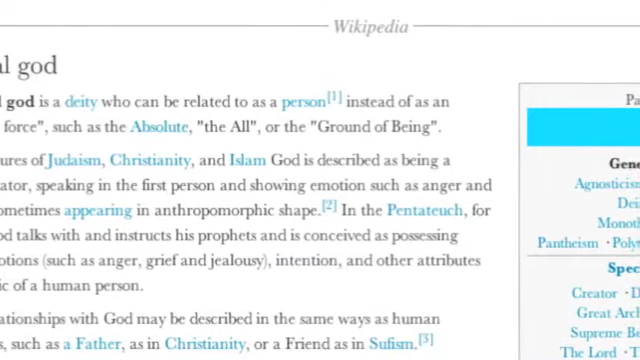 Wikipedia
al god
l god is a deity who can be related to as a person[1] instead of as an
force", such as the Absolute, "the All", or the "Ground of Being".
ures of Judaism, Christianity, and Islam God is described as being a
ator, speaking in the first person and showing emotion such as anger and
ometimes appearing in anthropomorphic shape.[2] In the Pentateuch, for
od talks with and instructs his prophets and is conceived as possessing
otions (such as anger, grief and jealousy), intention, and other attributes
ic of a human person.
ationships with God may be described in the same ways as human
s, such as a Father, as in Christianity, or a Friend as in Sufism.[3]
Pa
Gene
Agnosticism
Dei
Monoth
Pantheism · Poly
Spec
Creator · D
Great Arch
Supreme Be
The Lord · T